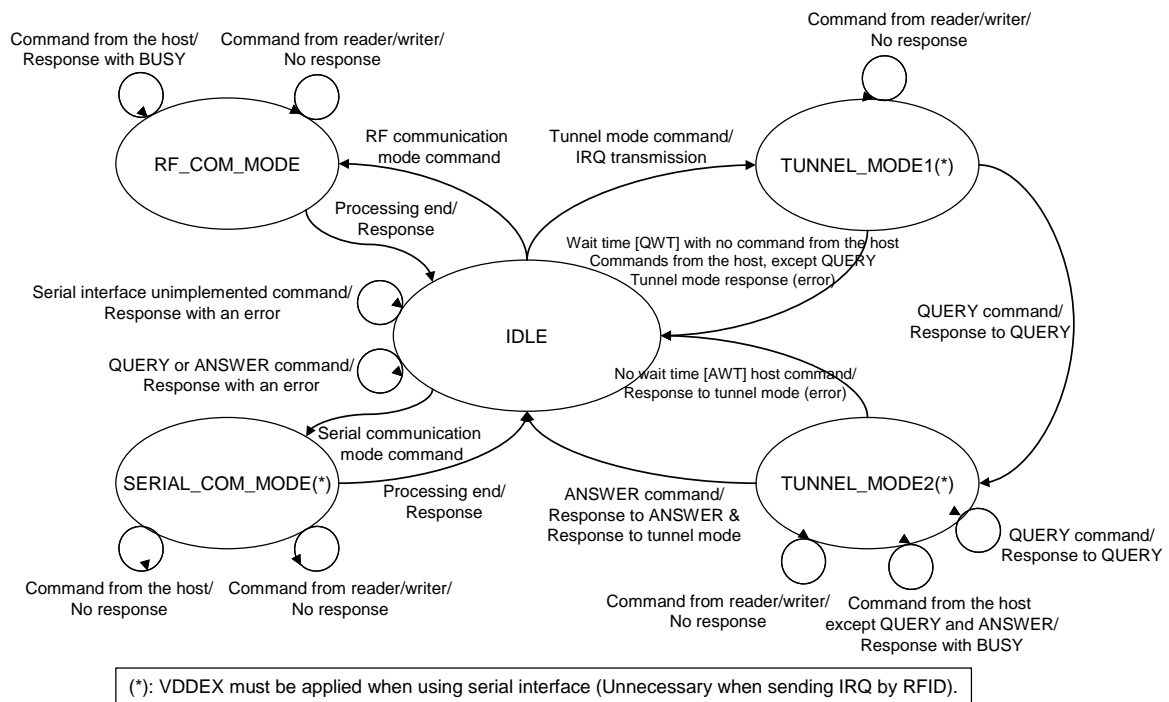 Command from the host/
Response with BUSY
Command from reader/writer/
No response
Command from reader/writer/
No response
RF_COM_MODE
RF communication
mode command
Tunnel mode command/
IRQ transmission
TUNNEL_MODE1(*)
Processing end/
Response
Wait time [QWT] with no command from the host
Commands from the host, except QUERY
Tunnel mode response (error)
Serial interface unimplemented command/
Response with an error
IDLE
QUERY command/
Response to QUERY
QUERY or ANSWER command/
Response with an error
No wait time [AWT] host command/
Response to tunnel mode (error)
Serial communication
mode command
SERIAL_COM_MODE(*)
Processing end/
Response
ANSWER command/
Response to ANSWER &
Response to tunnel mode
TUNNEL_MODE2(*)
QUERY command/
Response to QUERY
Command from the host/
No response
Command from reader/writer/
No response
Command from reader/writer/
No response
Command from the host
except QUERY and ANSWER/
Response with BUSY
(*): VDDEX must be applied when using serial interface (Unnecessary when sending IRQ by RFID).